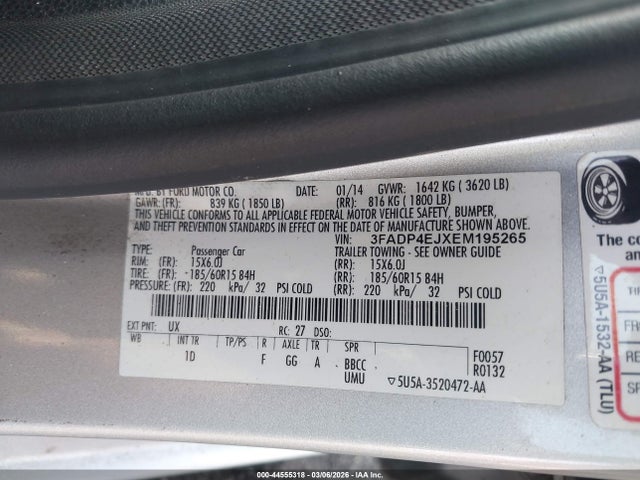 MFD. BY FORD MOTOR CO. DATE: 01/14 GVWR: 1642 KG ( 3620 LB)
GAWR: (FR): 839 KG ( 1850 LB) (RR): 816 KG ( 1800 LB)
THIS VEHICLE CONFORMS TO ALL APPLICABLE FEDERAL MOTOR VEHICLE SAFETY, BUMPER,
AND THEFT PREVENTION STANDARDS IN EFFECT ON THE DATE OF MANUFACTURE SHOWN ABOVE.
VIN: 3FADP4EJXEM195265
TYPE: Passenger Car TRAILER TOWING - SEE OWNER GUIDE
RIM: (FR) 15X6.0J (RR): 15X6.0J
TIRE: (FR) 185/60R15 84H (RR): 185/60R15 84H
PRESSURE: (FR) 220 kPa/ 32 PSI COLD (RR) 220 kPa/ 32 PSI COLD
EXT PNT: UX RC: 27 DSO:
WB INT TR TP/PS R AXLE TR SPR F0057
1D F GG A BBCC R0132
UMU ▽5U5A-3520472-AA
The co
▽5U5A-1532-AA (TLU)
FR
RE
SP
000-44555318 - 03/06/2026 - IAA Inc.